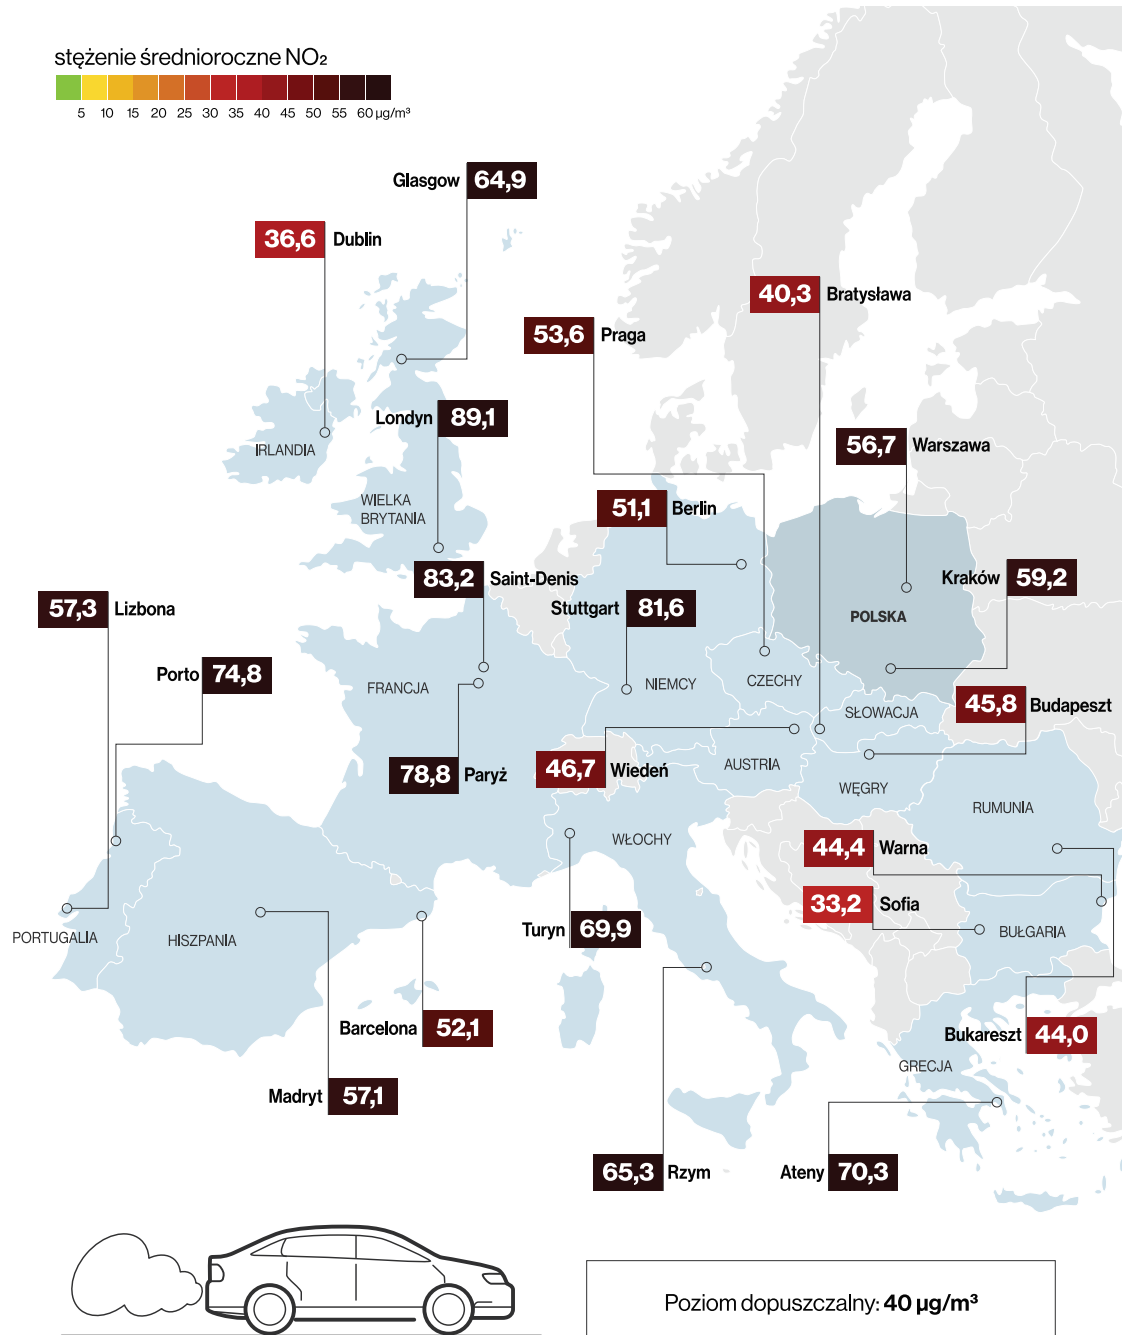 stężenie średnioroczne NO₂
5 10 15 20 25 30 35 40 45 50 55 60 µg/m³
Glasgow 64,9
36,6 Dublin
40,3 Bratysława
53,6 Praga
Londyn 89,1
56,7 Warszawa
IRLANDIA
WIELKA
BRYTANIA
51,1 Berlin
83,2 Saint-Denis
Kraków 59,2
57,3 Lizbona
Stuttgart 81,6
POLSKA
Porto 74,8
FRANCJA
NIEMCY
CZECHY
SŁOWACJA
45,8 Budapeszt
78,8 Paryż
46,7 Wiedeń
AUSTRIA
WĘGRY
RUMUNIA
WŁOCHY
44,4 Warna
33,2 Sofia
Turyn 69,9
PORTUGALIA
HISZPANIA
BUŁGARIA
Barcelona 52,1
Bukareszt 44,0
GRECJA
Madryt 57,1
65,3 Rzym
Ateny 70,3
Poziom dopuszczalny: 40 µg/m³